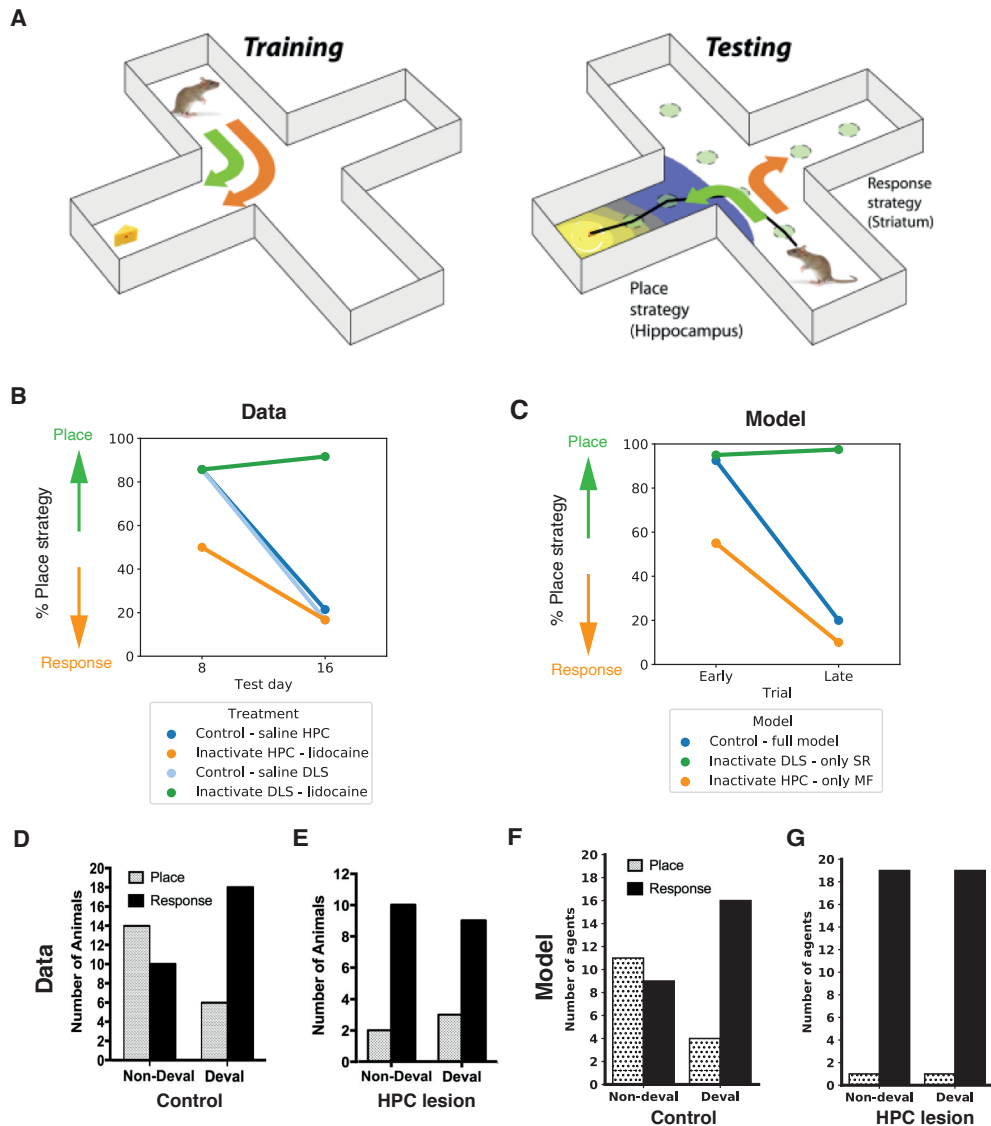 A
Training
Testing
Response
strategy
(Striatum)
Place
strategy
(Hippocampus)
B
Data
Place
% Place strategy
Response
100
80
60
40
20
0
8
16
Test day
Treatment
Control - saline HPC
Inactivate HPC - lidocaine
Control - saline DLS
Inactivate DLS - lidocaine
C
Model
Place
% Place strategy
Response
100
80
60
40
20
0
Early
Late
Trial
Model
Control - full model
Inactivate DLS - only SR
Inactivate HPC - only MF
Data
D
Number of Animals
20
18
16
14
12
10
8
6
4
2
0
Place
Response
Non-Deval
Deval
Control
E
Number of Animals
12
10
8
6
4
2
0
Non-Deval
Deval
HPC lesion
Model
F
Number of agents
20
18
16
14
12
10
8
6
4
2
0
Place
Response
Non-deval
Deval
Control
G
Number of agents
20
18
16
14
12
10
8
6
4
2
0
Non-deval
Deval
HPC lesion